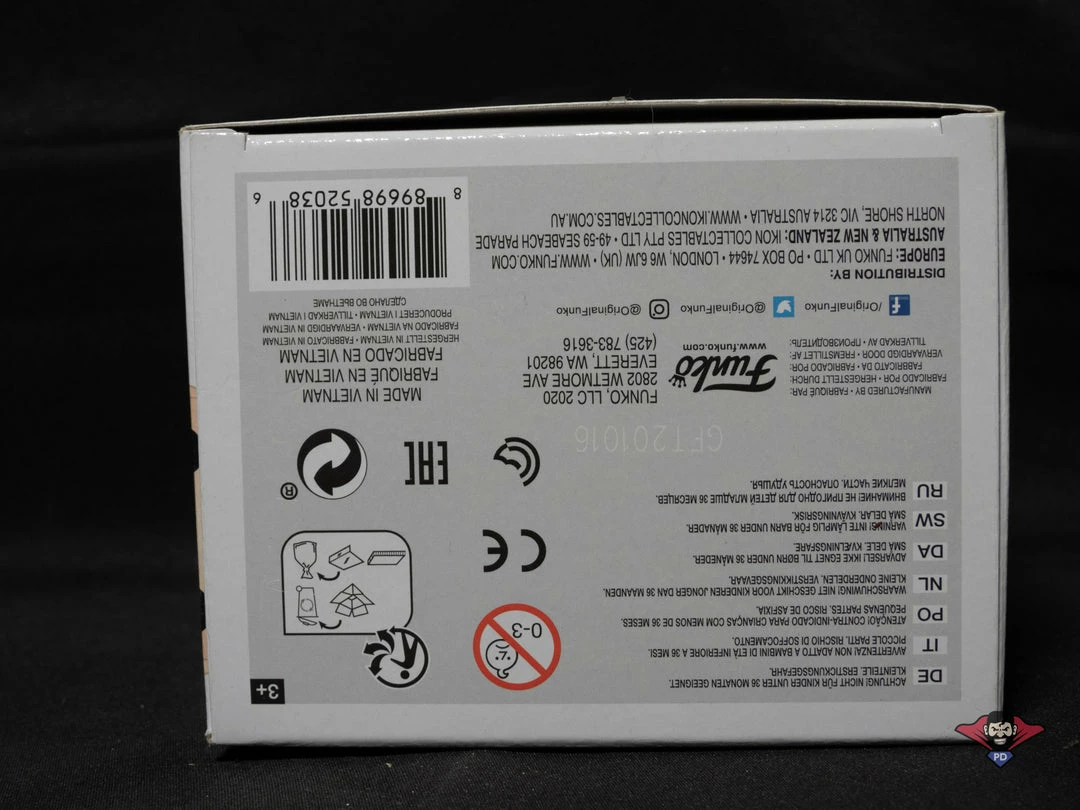 DE ACHTUNG! NICHT FÜR KINDER UNTER 36 MONATEN GEEIGNET.
KLEINTEILE. ERSTICKUNGSGEFAHR.
IT AVVERTENZA! NON ADATTO A BAMBINI DI ETÀ INFERIORE A 36 MESI.
PICCOLE PARTI. RISCHIO DI SOFFOCAMENTO.
PO ATENÇÃO! CONTRA-INDICADO PARA CRIANÇAS COM MENOS DE 36 MESES.
PEQUENAS PARTES. RISCO DE ASFIXIA.
NL WAARSCHUWING! NIET GESCHIKT VOOR KINDEREN JONGER DAN 36 MAANDEN.
KLEINE ONDERDELEN. VERSTIKKINGSGEVAAR.
DA ADVARSEL! IKKE EGNET TIL BØRN UNDER 36 MÅNEDER.
SMÅ DELE. KVÆLNINGSFARE.
SW VARNING! INTE LÄMPLIG FÖR BARN UNDER 36 MÅNADER.
SMÅ DELAR. KVÄVNINGSRISK.
RU ВНИМАНИЕ! НЕ ПРИГОДНО ДЛЯ ДЕТЕЙ МЛАДШЕ 36 МЕСЯЦЕВ.
МЕЛКИЕ ЧАСТИ. ОПАСНОСТЬ УДУШЬЯ.
0-3
3+
CE
EAC
®
GFT201016
MANUFACTURED BY • FABRIQUÉ PAR:
FABRICADO POR • HERGESTELLT DURCH:
FABRICADO POR • FABBRICATO DA:
VERVAARDIGD DOOR • FREMSTILLET AF:
TILLVERKAD AV • ПРОИЗВОДИТЕЛЬ:
Funko
www.funko.com
FUNKO, LLC 2020
2802 WETMORE AVE
EVERETT, WA 98201
(425) 783-3616
/OriginalFunko @OriginalFunko @OriginalFunko
DISTRIBUTION BY:
EUROPE: FUNKO UK LTD • PO BOX 74644 • LONDON, W6 6JW (UK) • WWW.FUNKO.COM
AUSTRALIA & NEW ZEALAND: IKON COLLECTABLES PTY LTD • 49-59 SEABEACH PARADE
NORTH SHORE, VIC 3214 AUSTRALIA • WWW.IKONCOLLECTABLES.COM.AU
MADE IN VIETNAM
FABRIQUÉ EN VIETNAM
FABRICADO EN VIETNAM
HERGESTELLT IN VIETNAM • FABBRICATO IN VIETNAM
FABRICADO NA VIETNAM • VERVAARDIGD IN VIETNAM
PRODUCERET I VIETNAM • TILLVERKAD I VIETNAM
СДЕЛАНО ВО ВЬЕТНАМЕ
8 89698 52038 6
PD